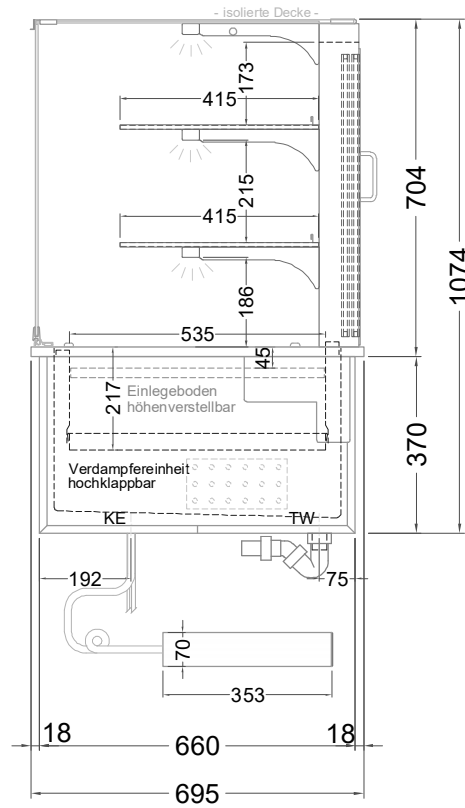 - isolierte Decke -
173
415
704
215
415
1074
186
535
45
217
Einlegeboden
höhenverstellbar
370
Verdampfereinheit
hochklappbar
KE
TW
192
75
70
353
18
660
18
695